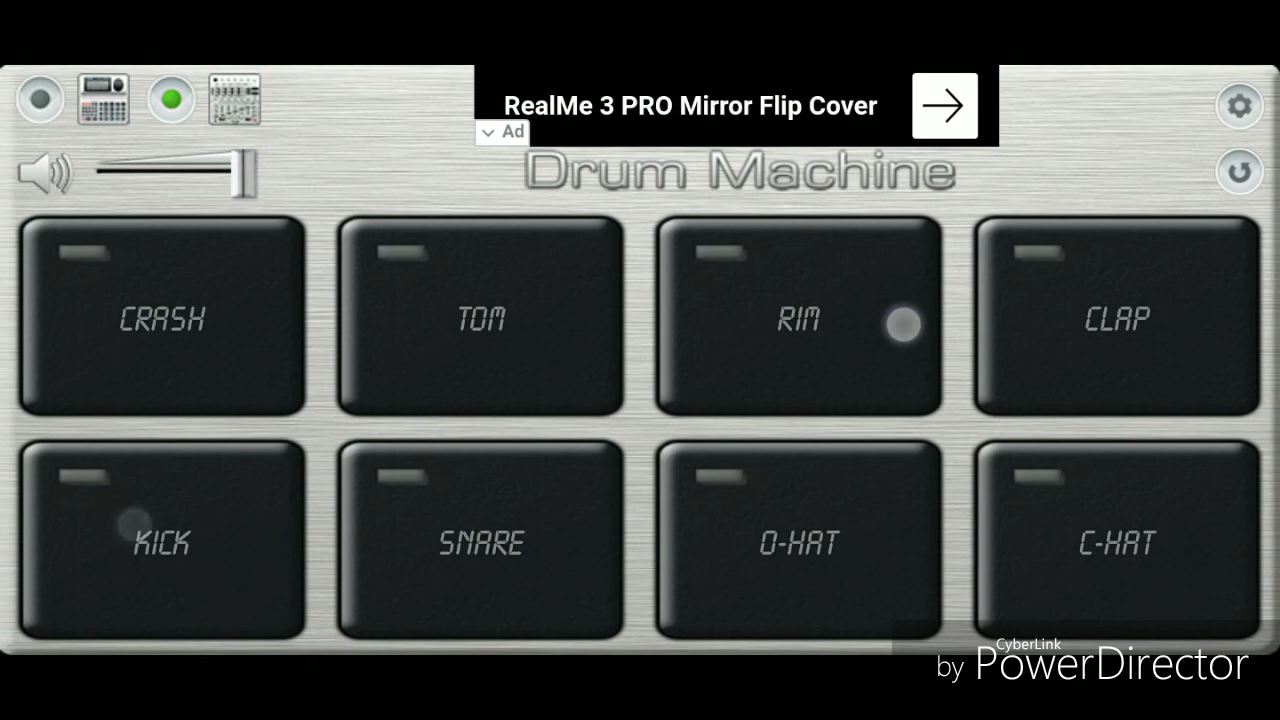 RealMe 3 PRO Mirror Flip Cover
Ad
Drum Machine
CRASH
TOM
RIM
CLAP
KICK
SNARE
O-HAT
C-HAT
CyberLink
by PowerDirector